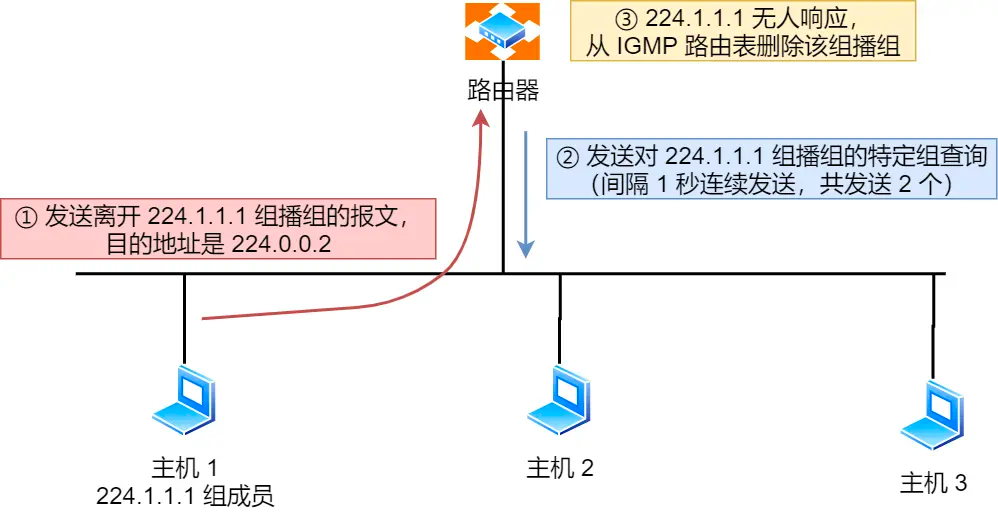 ③ 224.1.1.1 无人响应，
从 IGMP 路由表删除该组播组
路由器
② 发送对 224.1.1.1 组播组的特定组查询
（间隔 1 秒连续发送，共发送 2 个）
① 发送离开 224.1.1.1 组播组的报文，
目的地址是 224.0.0.2
主机 1
224.1.1.1 组成员
主机 2
主机 3